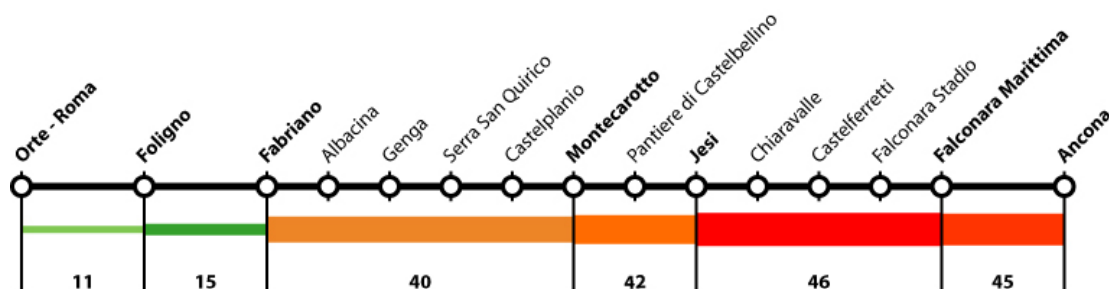 Orte - Roma
Foligno
Fabriano
Albacina
Genga
Serra San Quirico
Castelplanio
Montecarotto
Pantiere di Castelbellino
Jesi
Chiaravalle
Castelferretti
Falconara Stadio
Falconara Marittima
Ancona
11
15
40
42
46
45